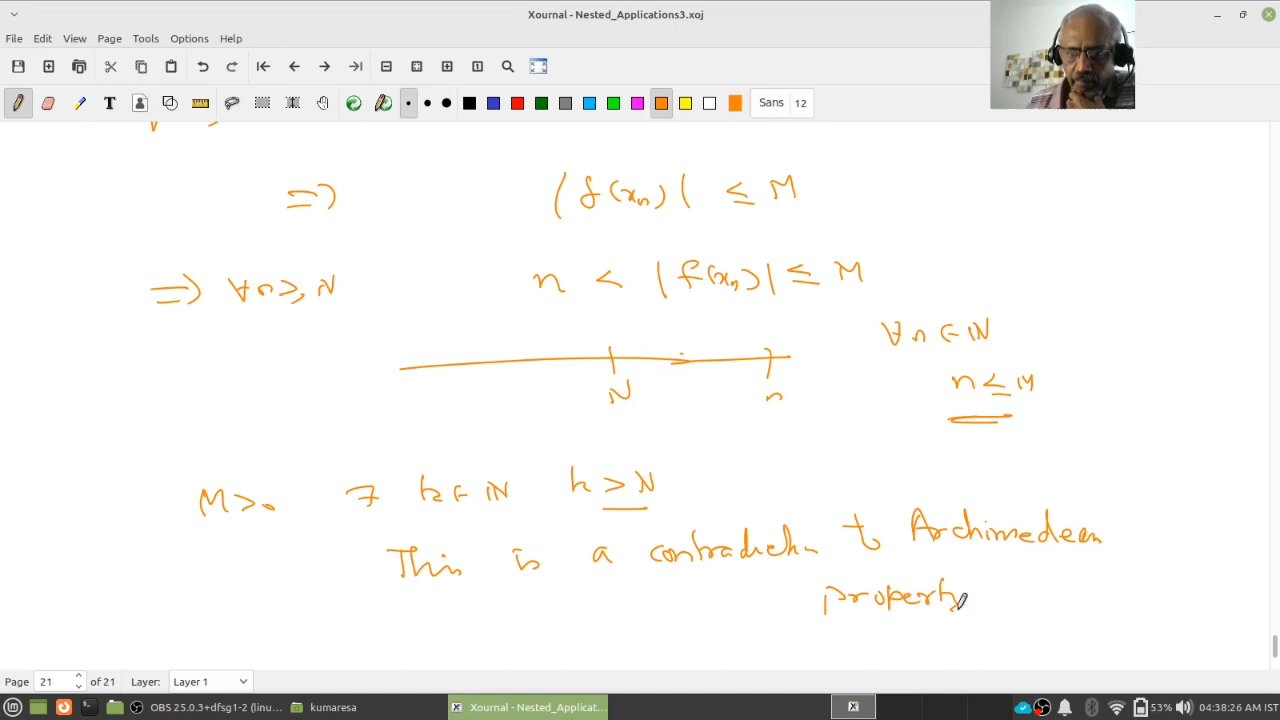 Xournal - Nested_Applications3.xoj
File Edit View Page Tools Options Help
Sans 12
=> |f(xₙ)| ≤ M
=> ∀n≥N n < |f(xₙ)| ≤ M
∀n∈ℕ
n ≤ M
N n
M>0 ∃ k∈ℕ k > N
This is a contradiction to Archimedean
property
Page 21 of 21 Layer: Layer 1
OBS 25.0.3+dfsg1-2 (linu... kumaresa Xournal - Nested_Applicat... 53% 04:38:26 AM IST